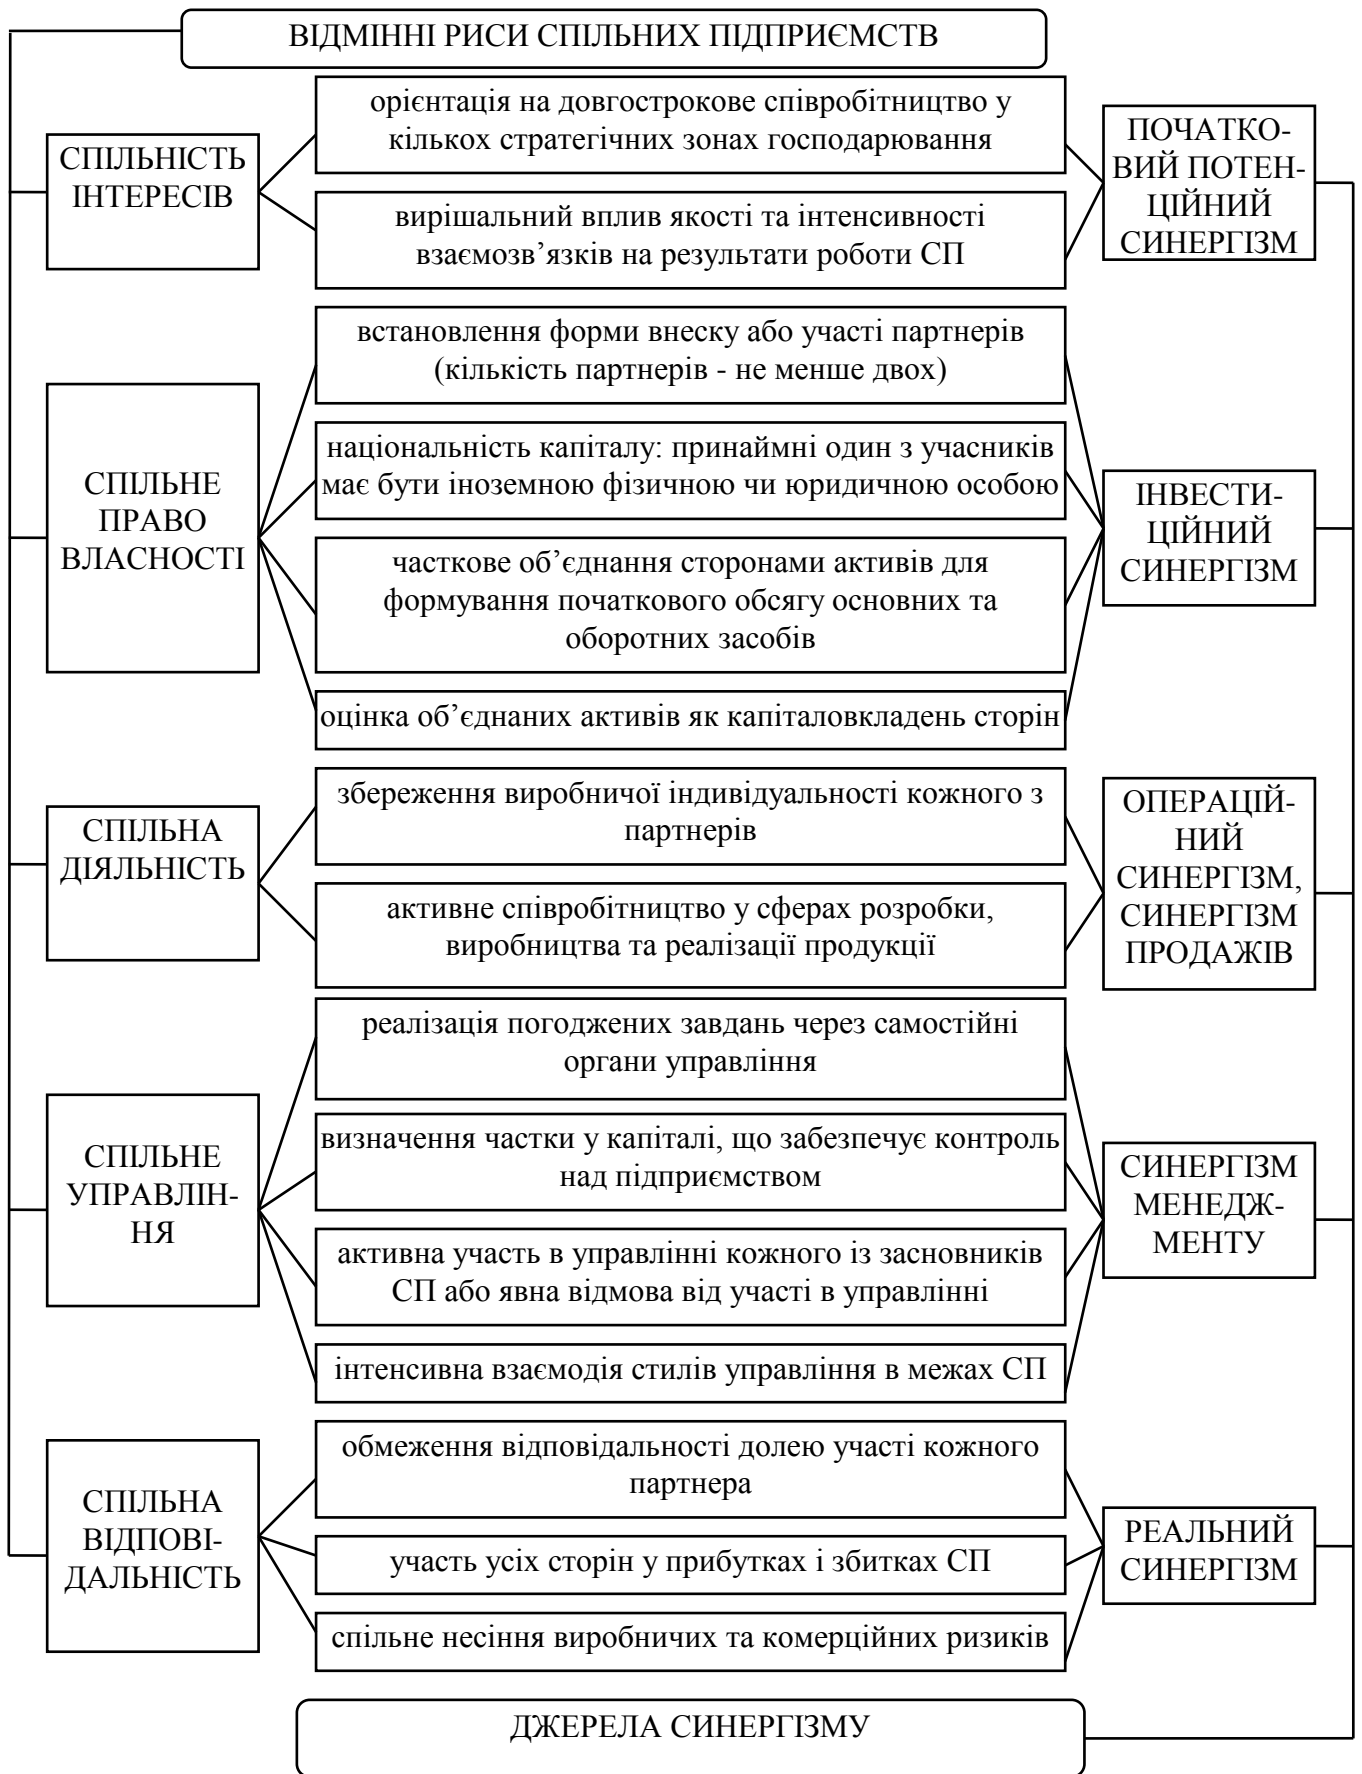 ВІДМІННІ РИСИ СПІЛЬНИХ ПІДПРИЄМСТВ
СПІЛЬНІСТЬ
ІНТЕРЕСІВ
орієнтація на довгострокове співробітництво у
кількох стратегічних зонах господарювання
вирішальний вплив якості та інтенсивності
взаємозв’язків на результати роботи СП
ПОЧАТКО-
ВИЙ ПОТЕН-
ЦІЙНИЙ
СИНЕРГІЗМ
СПІЛЬНЕ
ПРАВО
ВЛАСНОСТІ
встановлення форми внеску або участі партнерів
(кількість партнерів - не менше двох)
національність капіталу: принаймні один з учасників
має бути іноземною фізичною чи юридичною особою
часткове об’єднання сторонами активів для
формування початкового обсягу основних та
оборотних засобів
оцінка об’єднаних активів як капіталовкладень сторін
ІНВЕСТИ-
ЦІЙНИЙ
СИНЕРГІЗМ
СПІЛЬНА
ДІЯЛЬНІСТЬ
збереження виробничої індивідуальності кожного з
партнерів
активне співробітництво у сферах розробки,
виробництва та реалізації продукції
ОПЕРАЦІЙ-
НИЙ
СИНЕРГІЗМ,
СИНЕРГІЗМ
ПРОДАЖІВ
СПІЛЬНЕ
УПРАВЛІН-
НЯ
реалізація погоджених завдань через самостійні
органи управління
визначення частки у капіталі, що забезпечує контроль
над підприємством
активна участь в управлінні кожного із засновників
СП або явна відмова від участі в управлінні
інтенсивна взаємодія стилів управління в межах СП
СИНЕРГІЗМ
МЕНЕДЖ-
МЕНТУ
СПІЛЬНА
ВІДПОВІ-
ДАЛЬНІСТЬ
обмеження відповідальності долею участі кожного
партнера
участь усіх сторін у прибутках і збитках СП
спільне несіння виробничих та комерційних ризиків
РЕАЛЬНИЙ
СИНЕРГІЗМ
ДЖЕРЕЛА СИНЕРГІЗМУ